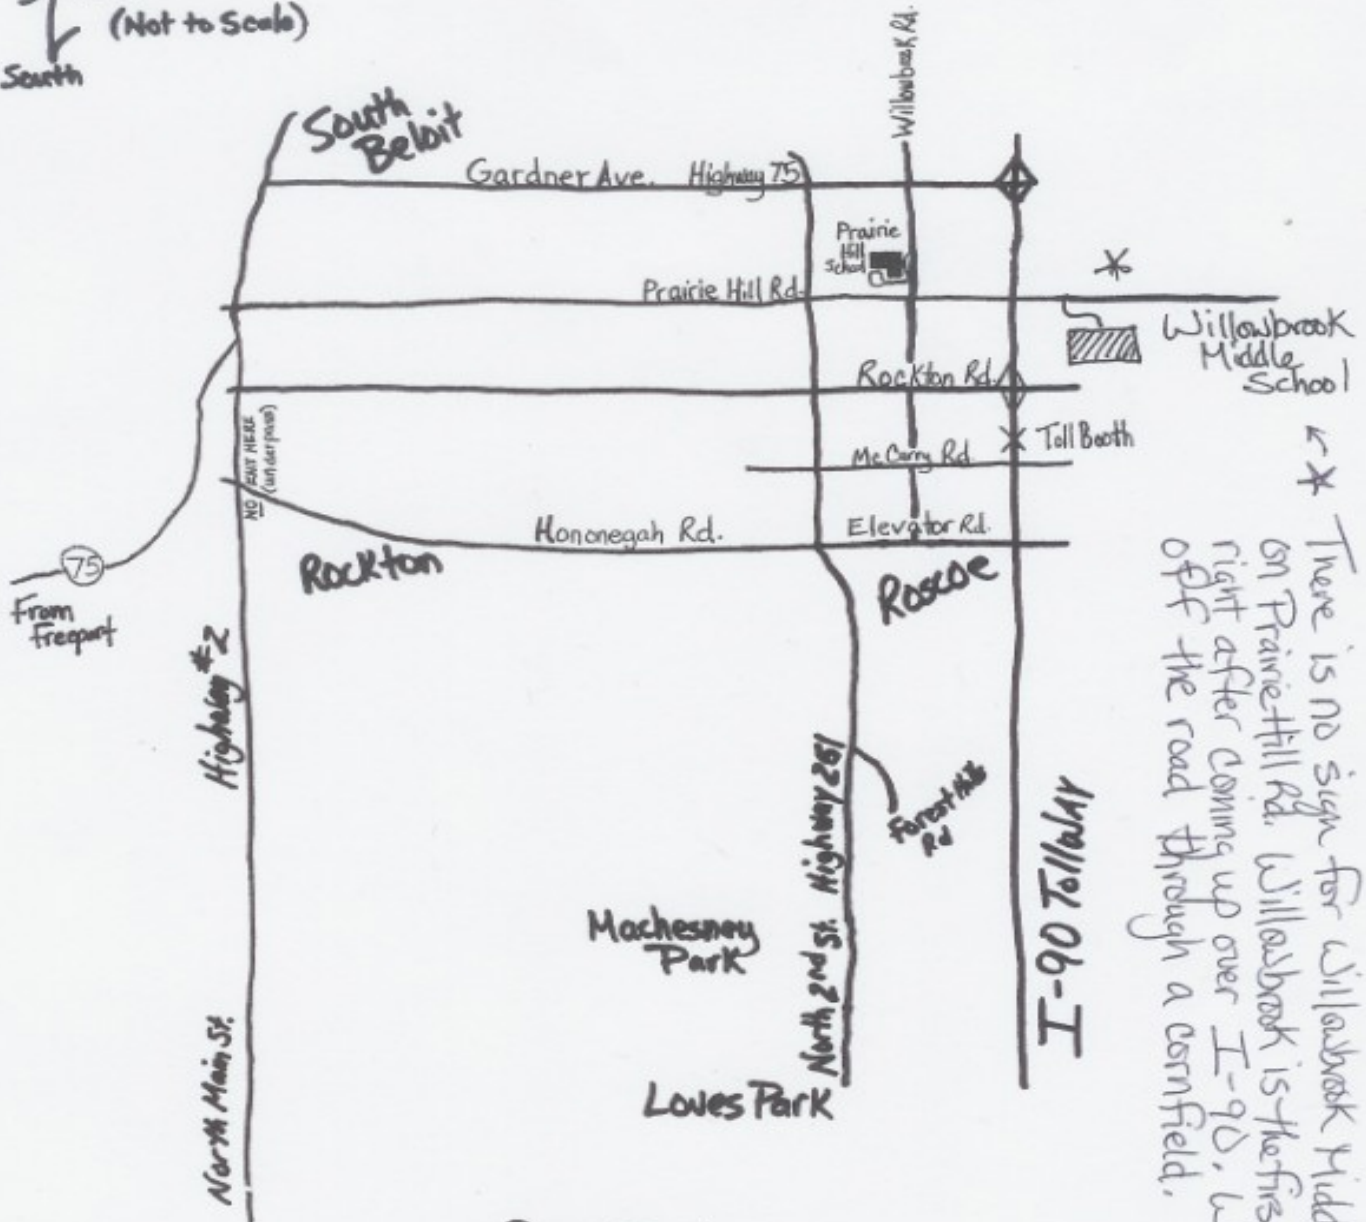 (Not to Scale)
South
Willowbrook Rd.
South
Beloit
Gardner Ave. Highway 75
Prairie
Hill
School
Prairie Hill Rd.
Willowbrook
Middle
School
Rockton Rd.
NO EXIT HERE
(underpass)
Toll Booth
McCurry Rd
Hononegah Rd.
Elevator Rd.
75
From
Freeport
Rockton
Roscoe
Highway #2
Forest Hills
Rd
North 2nd St. Highway 251
I-90 Tollway
Machesney
Park
Loves Park
North Main St.
There is no sign for Willowbrook
on Prairie Hill Rd. Willowbrook is the
right after coming up over I-90.
off the road through a cornfield.